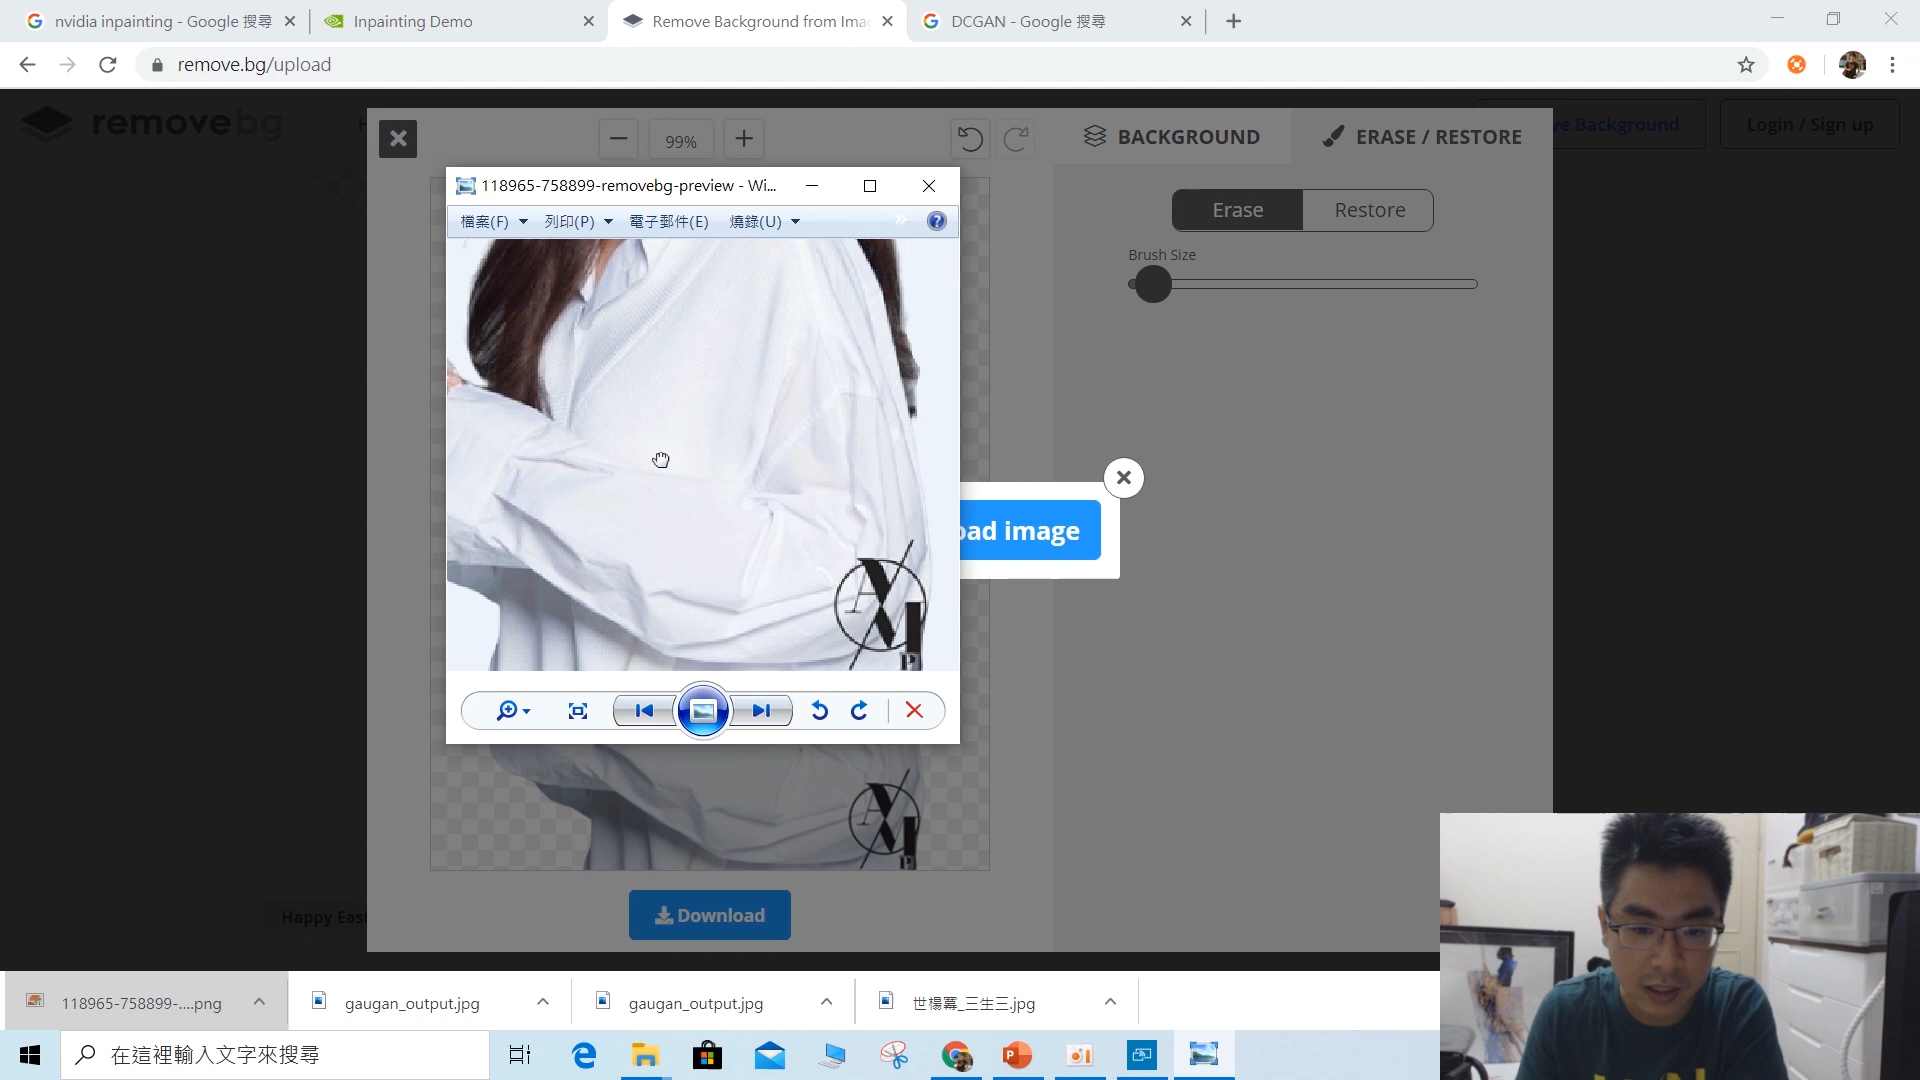 nvidia inpainting - Google 搜尋
Inpainting Demo
Remove Background from Ima
DCGAN - Google 搜尋
remove.bg/upload
removebg
H
99%
BACKGROUND
ERASE / RESTORE
ve Background
Login / Sign up
118965-758899-removebg-preview - Wi...
檔案(F)
列印(P)
電子郵件(E)
燒錄(U)
Erase
Restore
Brush Size
oad image
Happy East
Download
118965-758899-....png
gaugan_output.jpg
gaugan_output.jpg
世楊冪_三生三.jpg
在這裡輸入文字來搜尋